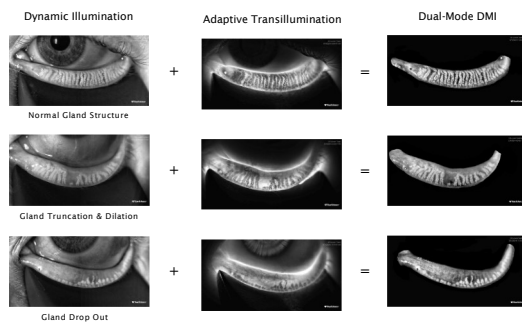 Dynamic Illumination
Adaptive Transillumination
Dual-Mode DMI
+
=
Normal Gland Structure
+
=
Gland Truncation & Dilation
+
=
Gland Drop Out